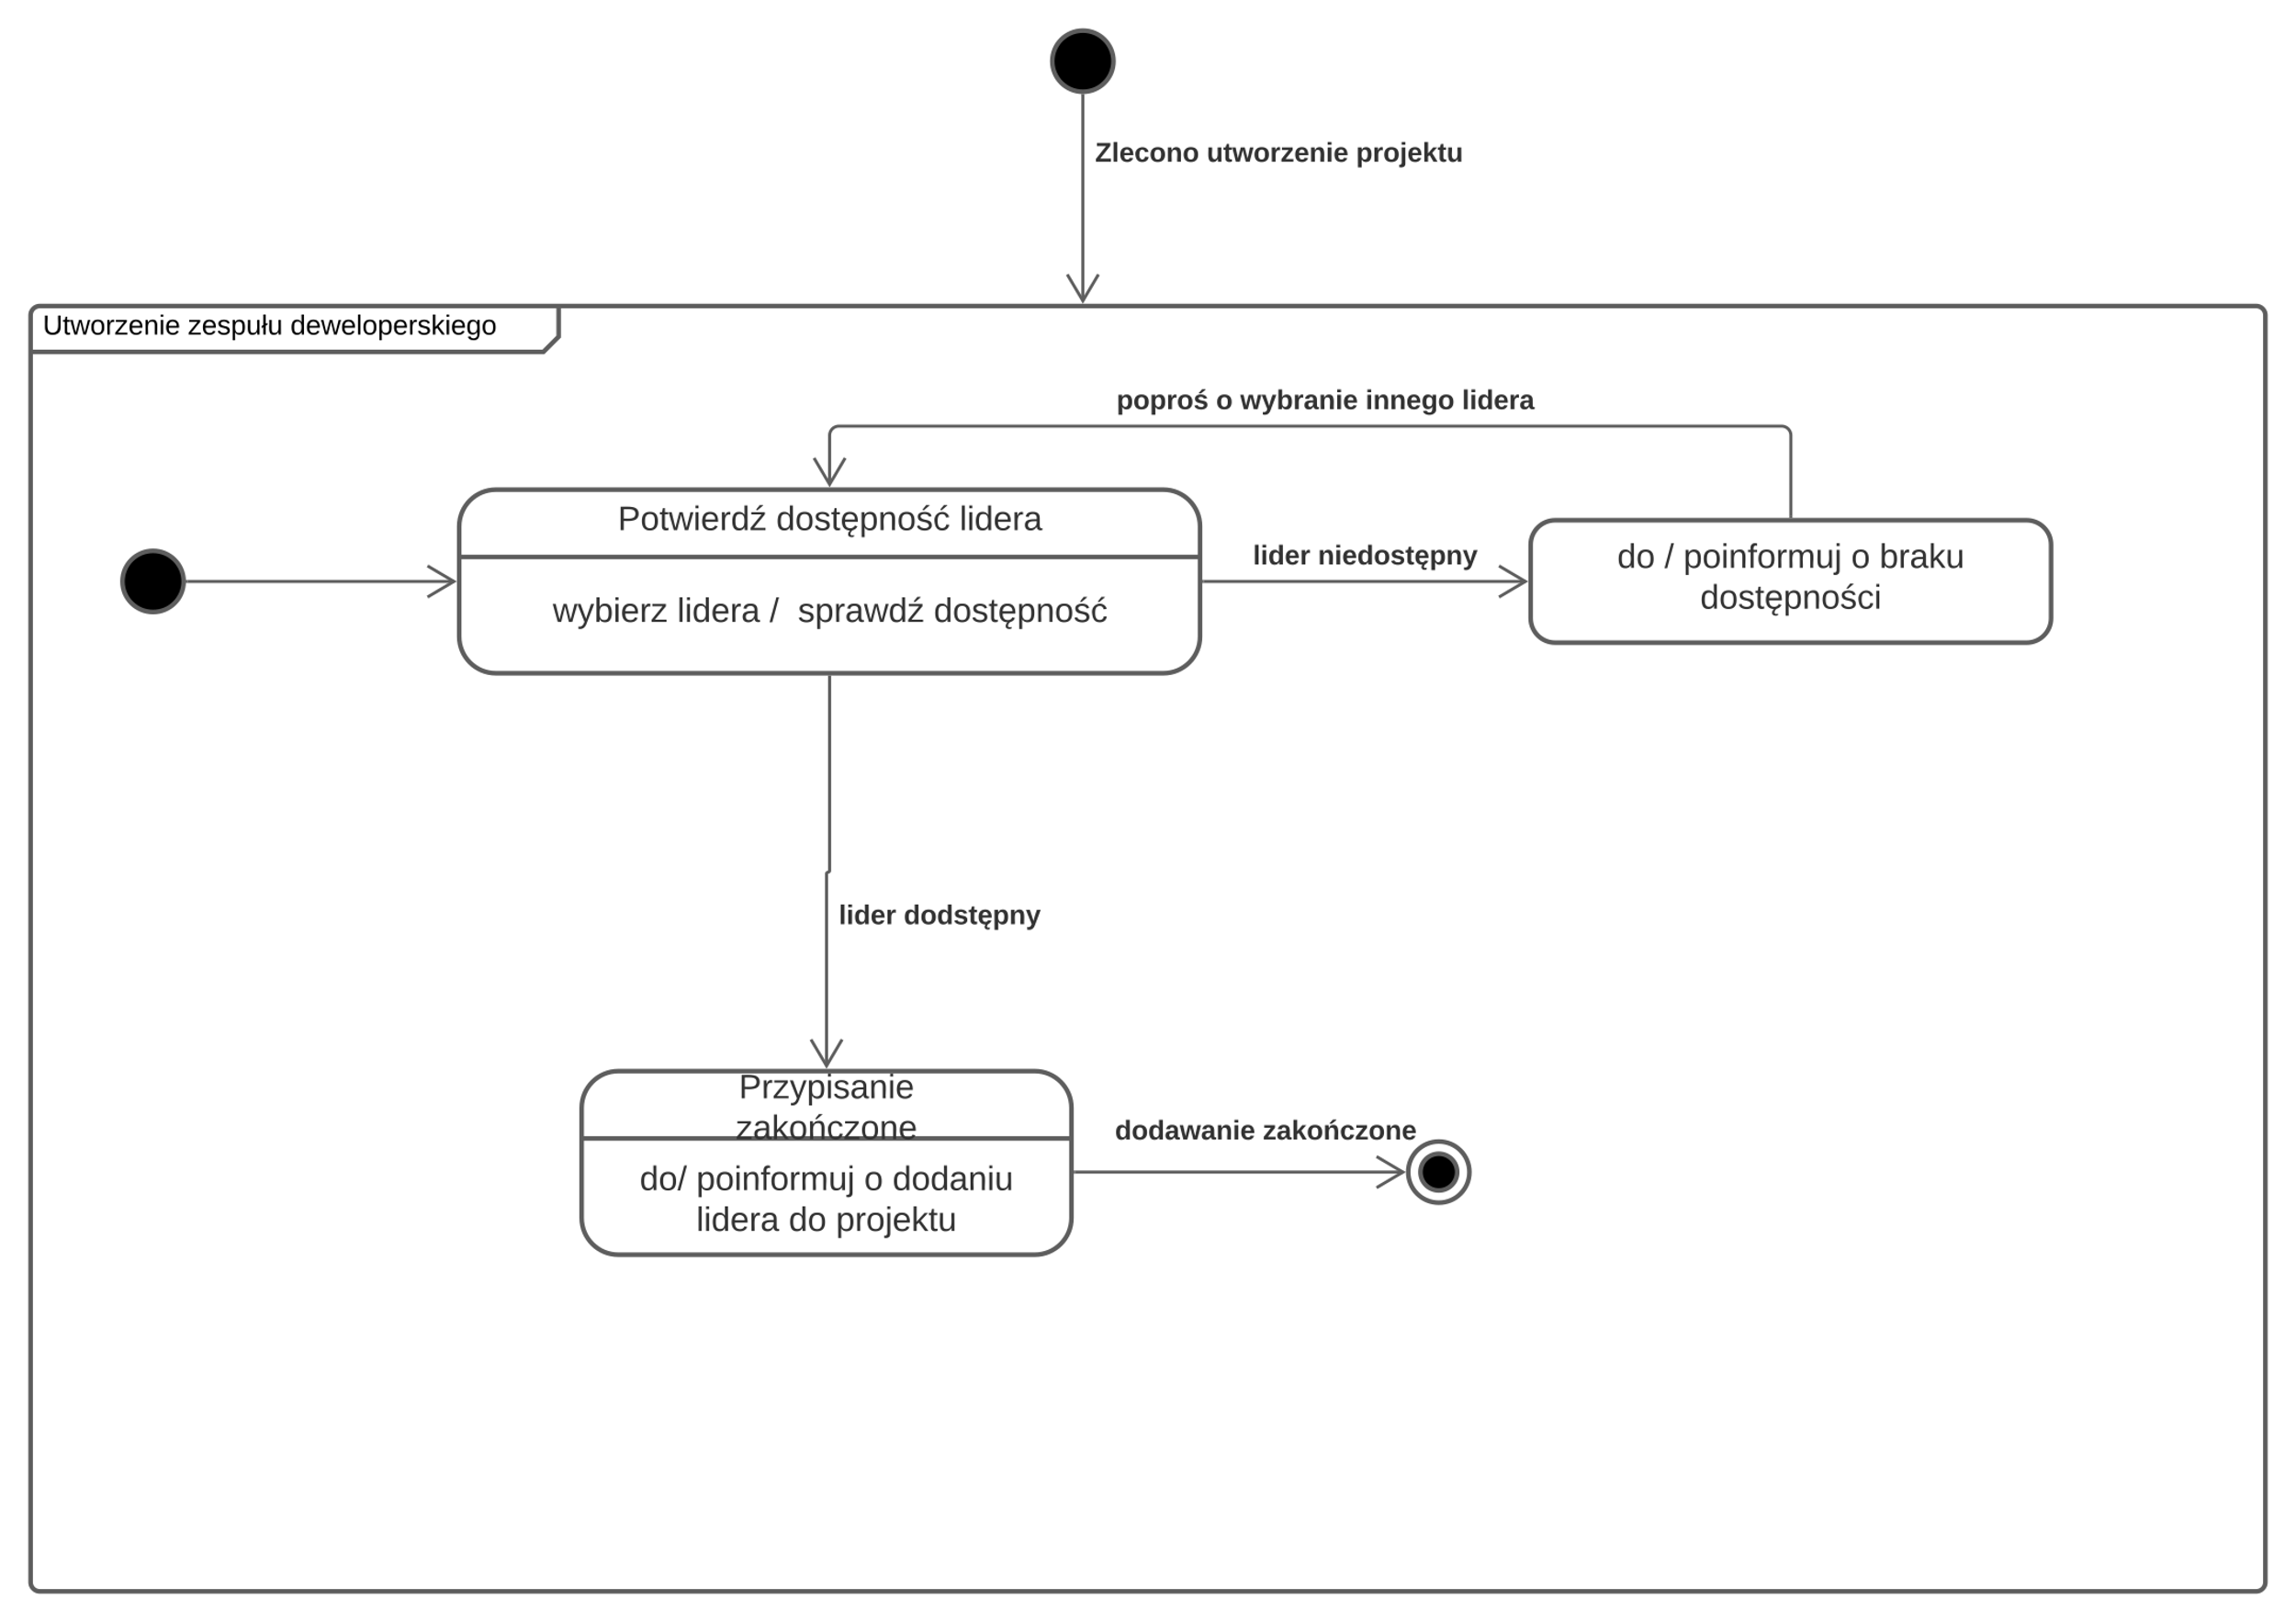 Zlecono utworzenie projektu
Utworzenie zespułu deweloperskiego
poproś o wybranie innego lidera
Potwierdź dostępność lidera
wybierz lidera /  sprawdź dostępność
lider niedostępny
do / poinformuj o braku
dostępności
lider dodstępny
Przypisanie
zakończone
do/ poinformuj o dodaniu
lidera do projektu
dodawanie zakończone